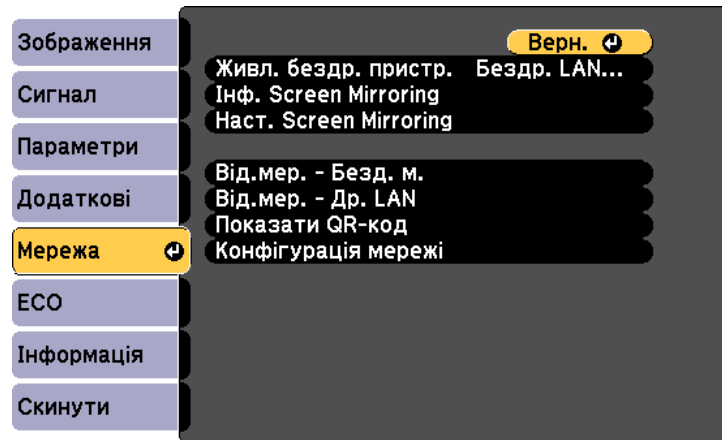 Зображення
Сигнал
Параметри
Додаткові
Мережа
ECO
Інформація
Скинути
Верн.
Живл. бездр. пристр. Бездр. LAN...
Інф. Screen Mirroring
Наст. Screen Mirroring
Від.мер. - Безд. м.
Від.мер. - Др. LAN
Показати QR-код
Конфігурація мережі